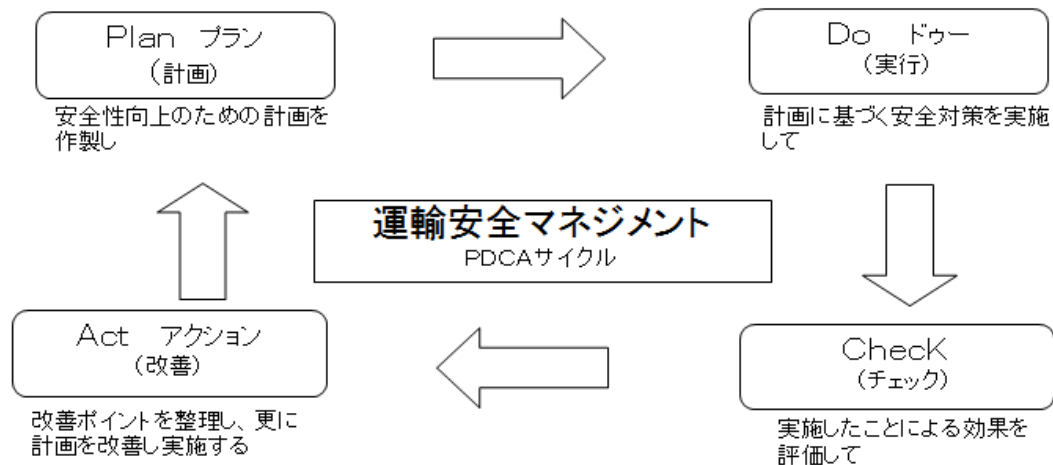 Plan プラン
(計画)
安全性向上のための計画を
作製し
Do ドゥー
(実行)
計画に基づく安全対策を実施
して
運輸安全マネジメント
PDCAサイクル
Act アクション
(改善)
改善ポイントを整理し、更に
計画を改善し実施する
ChecK
(チェック)
実施したことによる効果を
評価して